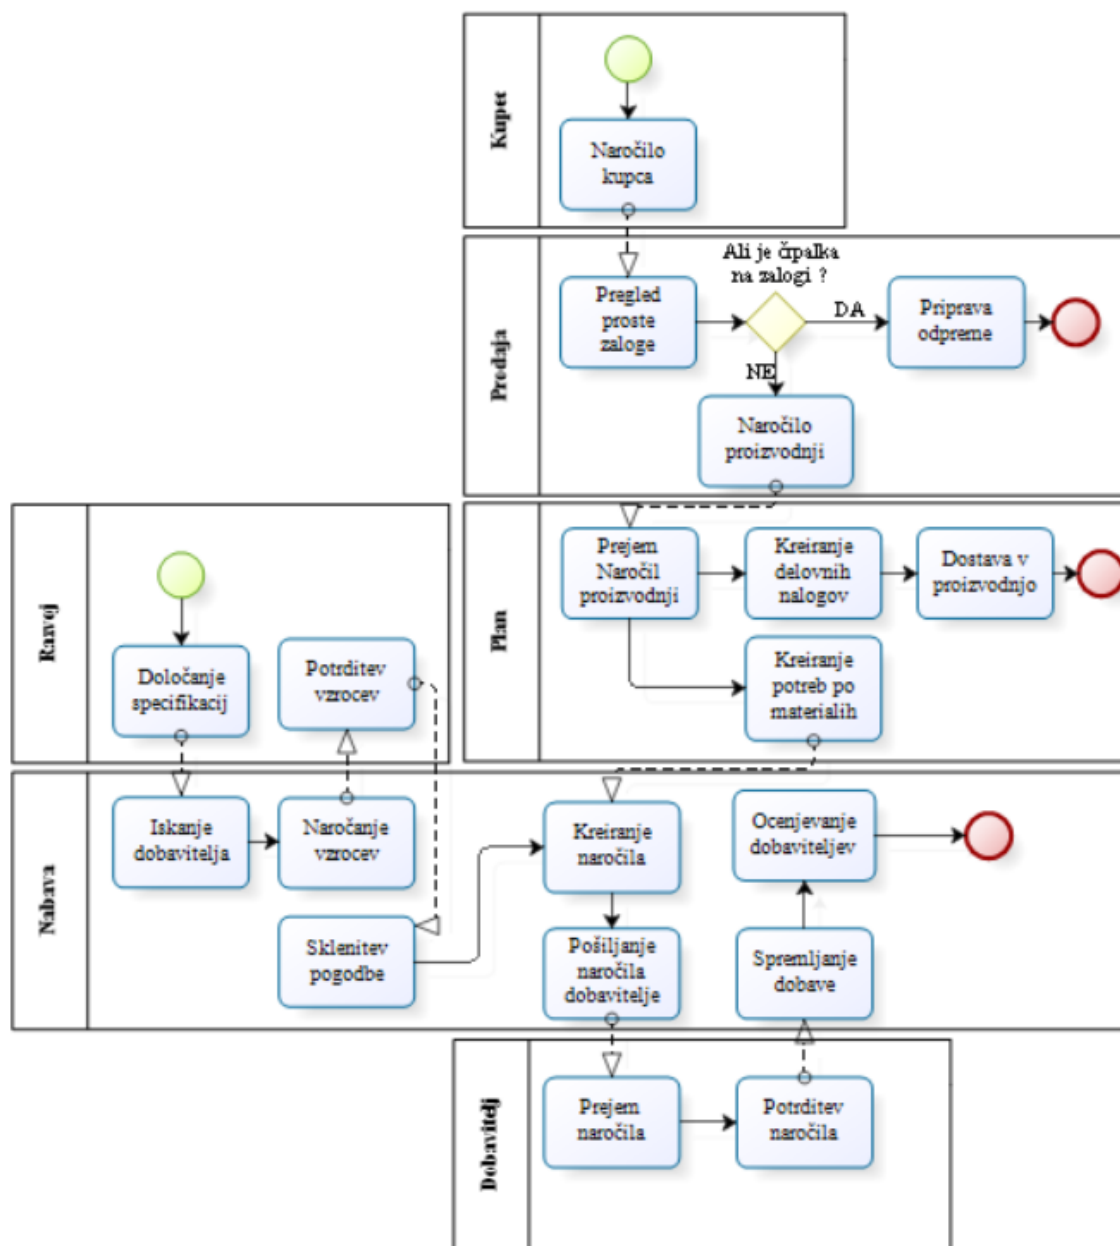 Kupec
Naročilo
kupca
Prodaja
Pregled
proste
zaloge
Ali je črpalka
na zalogi ?
DA
NE
Priprava
odpreme
Naročilo
proizvodnji
Razvoj
Določanje
specifikacij
Potrditev
vzrocev
Plan
Prejem
Naročil
proizvodnji
Kreiranje
delovnih
nalogov
Dostava v
proizvodnjo
Kreiranje
potreb po
materialih
Nabava
Iskanje
dobavitelja
Naročanje
vzrocev
Sklenitev
pogodbe
Kreiranje
naročila
Pošiljanje
naročila
dobavitelje
Ocenjevanje
dobaviteljev
Spremljanje
dobave
Dobavitelj
Prejem
naročila
Potrditev
naročila